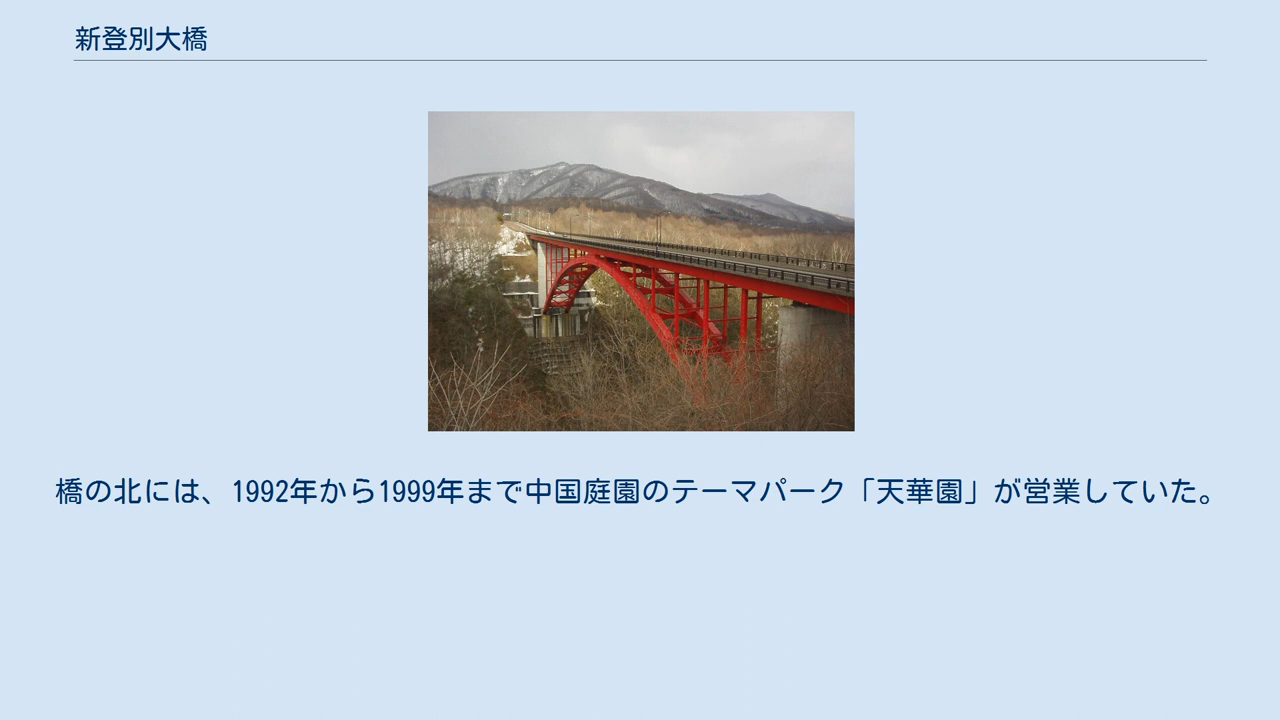 新登別大橋
橋の北には、1992年から1999年まで中国庭園のテーマパーク「天華園」が営業していた。